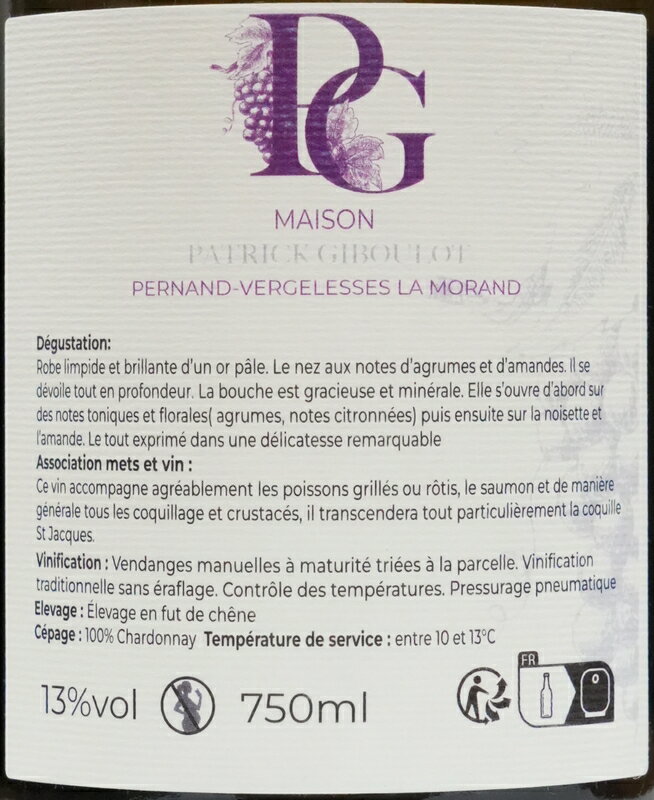 PG
MAISON
PATRICK GIBOULOT
PERNAND-VERGELESSES LA MORAND
Dégustation:
Robe limpide et brillante d'un or pâle. Le nez aux notes d'agrumes et d'amandes. Il se
dévoile tout en profondeur. La bouche est gracieuse et minérale. Elle s'ouvre d'abord sur
des notes toniques et florales( agrumes, notes citronnées) puis ensuite sur la noisette et
l'amande. Le tout exprimé dans une délicatesse remarquable
Association mets et vin :
Ce vin accompagne agréablement les poissons grillés ou rôtis, le saumon et de manière
générale tous les coquillage et crustacés, il transcendera tout particulièrement la coquille
St Jacques.
Vinification : Vendanges manuelles à maturité triées à la parcelle. Vinification
traditionnelle sans éraflage. Contrôle des températures. Pressurage pneumatique
Elevage : Élevage en fut de chêne
Cépage : 100% Chardonnay Température de service : entre 10 et 13°C
13%vol 750ml
FR